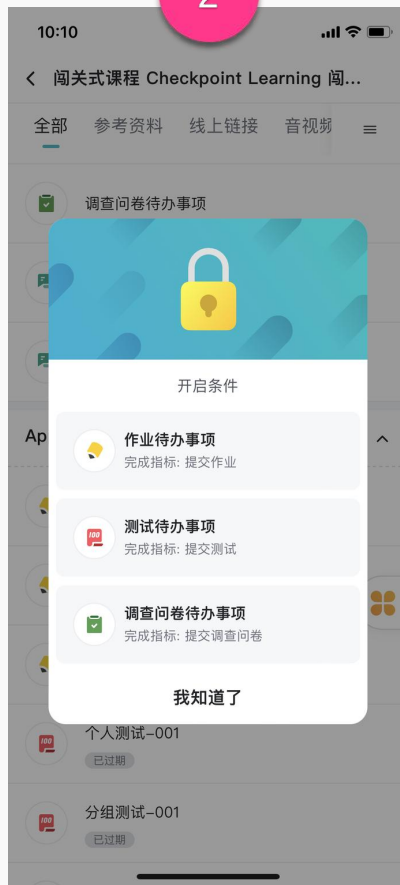 2
10:10
闯关式课程 Checkpoint Learning 闯...
全部 参考资料 线上链接 音视频
调查问卷待办事项
开启条件
Ap
作业待办事项
完成指标: 提交作业
测试待办事项
完成指标: 提交测试
调查问卷待办事项
完成指标: 提交调查问卷
我知道了
个人测试-001
已过期
分组测试-001
已过期